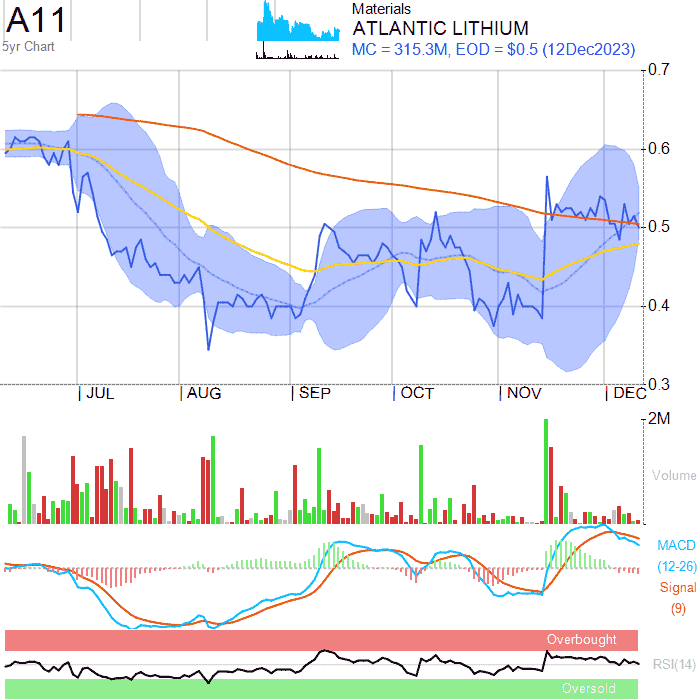 A11
5yr Chart
Materials
ATLANTIC LITHIUM
MC = 315.3M, EOD = $0.5 (12Dec2023)
0.7
0.6
0.5
0.4
0.3
JUL AUG SEP OCT NOV DEC
2M
Volume
MACD
(12-26)
Signal
(9)
Overbought
RSI(14)
Oversold